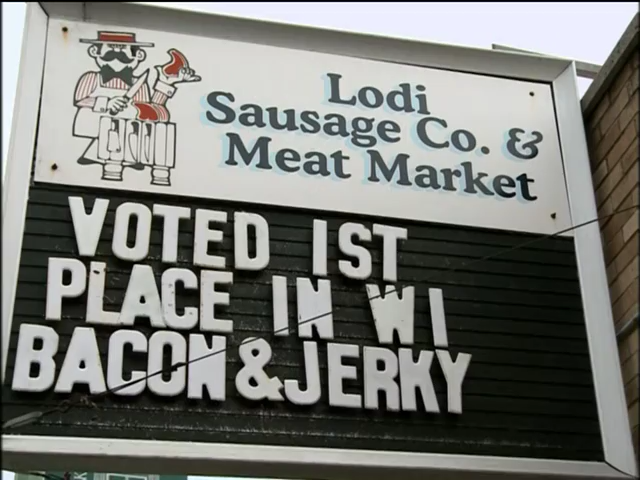 Lodi
Sausage Co. &
Meat Market
VOTED 1ST
PLACE IN WI
BACON & JERKY